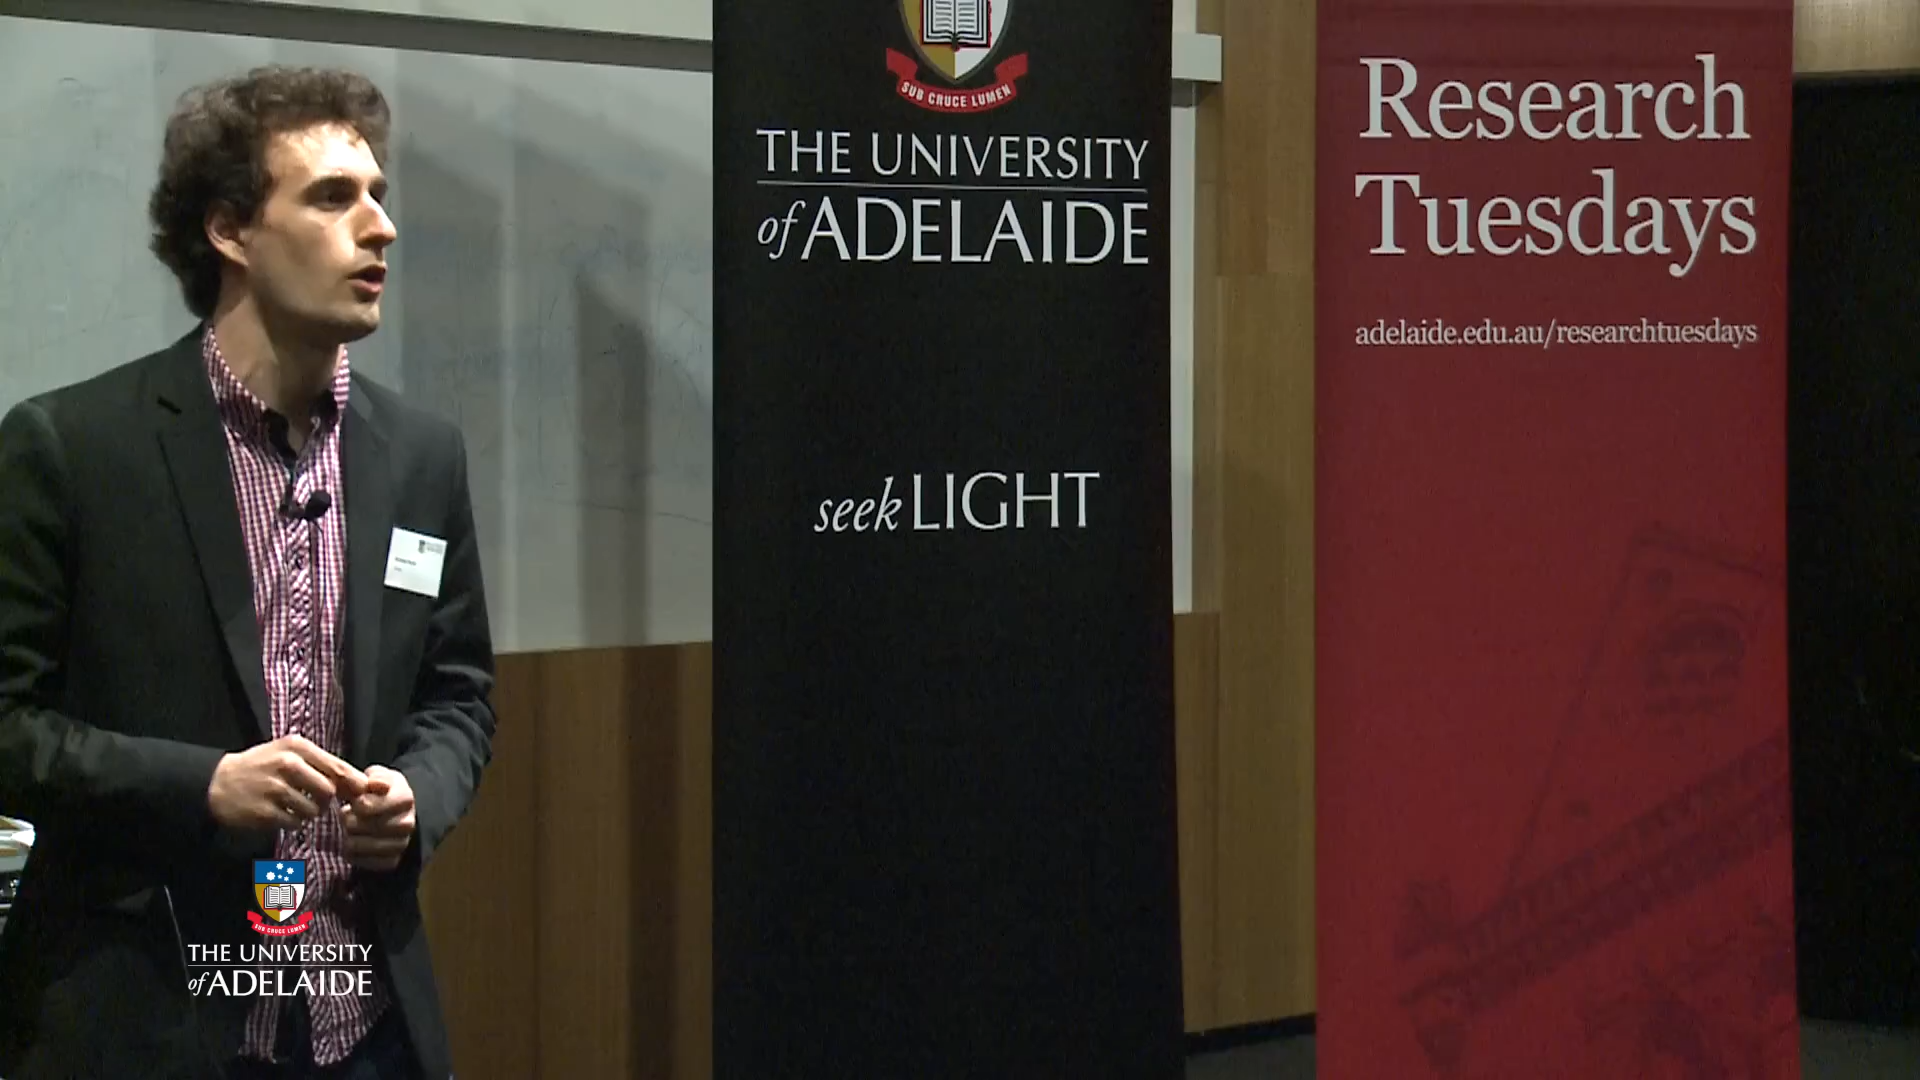 SUB CRUCE LUMEN
THE UNIVERSITY
of ADELAIDE
seek LIGHT
Research
Tuesdays
adelaide.edu.au/researchtuesdays
SUB CRUCE LUMEN
THE UNIVERSITY
of ADELAIDE